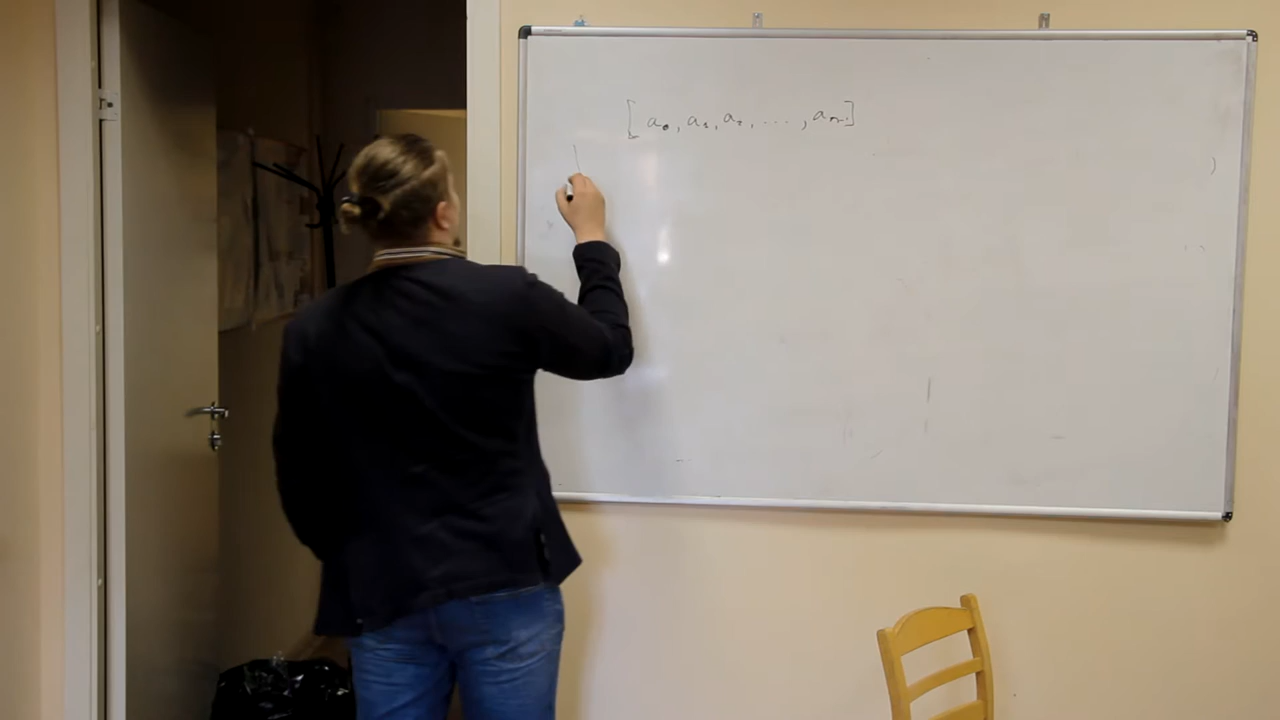 [a₀, a₁, a₂, ..., aₙ₋₁]